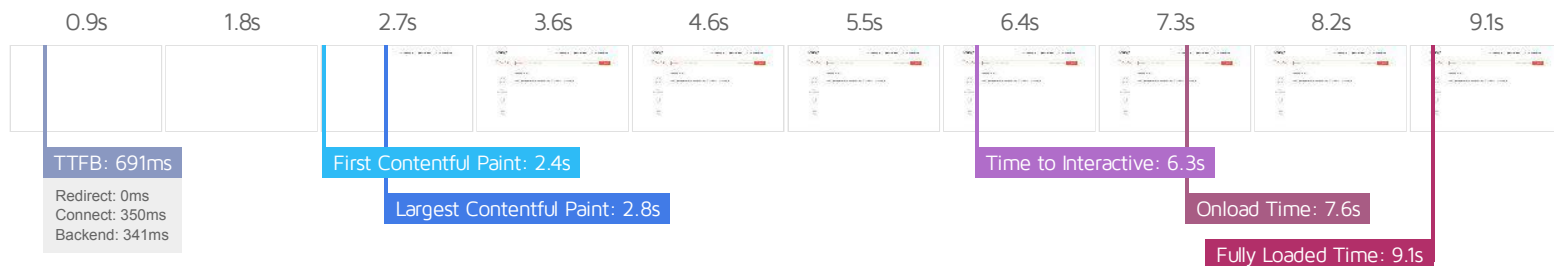 0.9s 1.8s 2.7s 3.6s 4.6s 5.5s 6.4s 7.3s 8.2s 9.1s
TTFB: 691ms
Redirect: 0ms
Connect: 350ms
Backend: 341ms
First Contentful Paint: 2.4s
Largest Contentful Paint: 2.8s
Time to Interactive: 6.3s
Onload Time: 7.6s
Fully Loaded Time: 9.1s